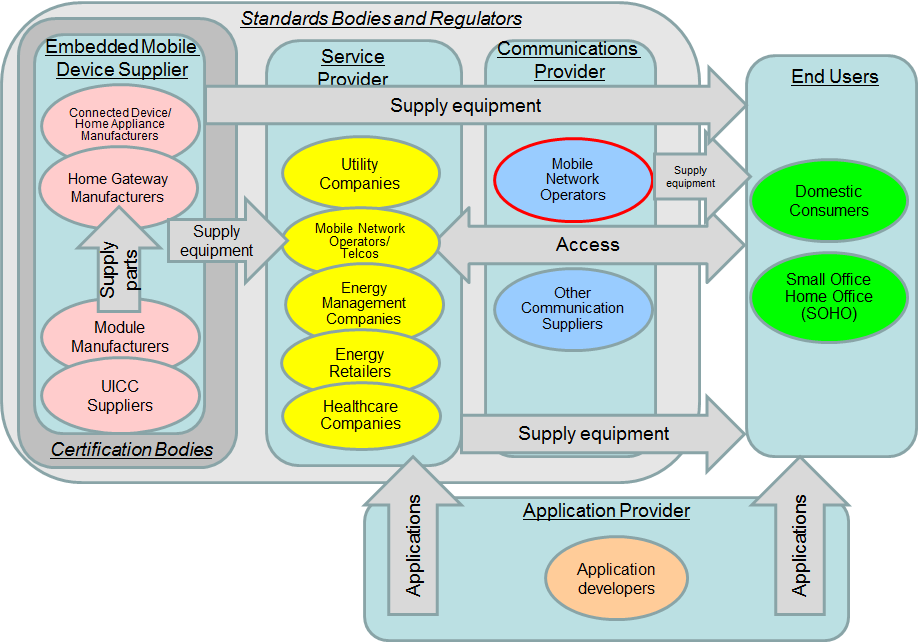 Standards Bodies and Regulators
Embedded Mobile
Device Supplier
Connected Device/
Home Appliance
Manufacturers
Home Gateway
Manufacturers
Supply
parts
Module
Manufacturers
UICC
Suppliers
Certification Bodies
Supply
equipment
Service
Provider
Supply equipment
Utility
Companies
Mobile Network
Operators/
Telcos
Energy
Management
Companies
Energy
Retailers
Healthcare
Companies
Communications
Provider
Mobile
Network
Operators
Supply
equipment
Access
Other
Communication
Suppliers
Supply equipment
End Users
Domestic
Consumers
Small Office
Home Office
(SOHO)
Application Provider
Applications
Application
developers
Applications